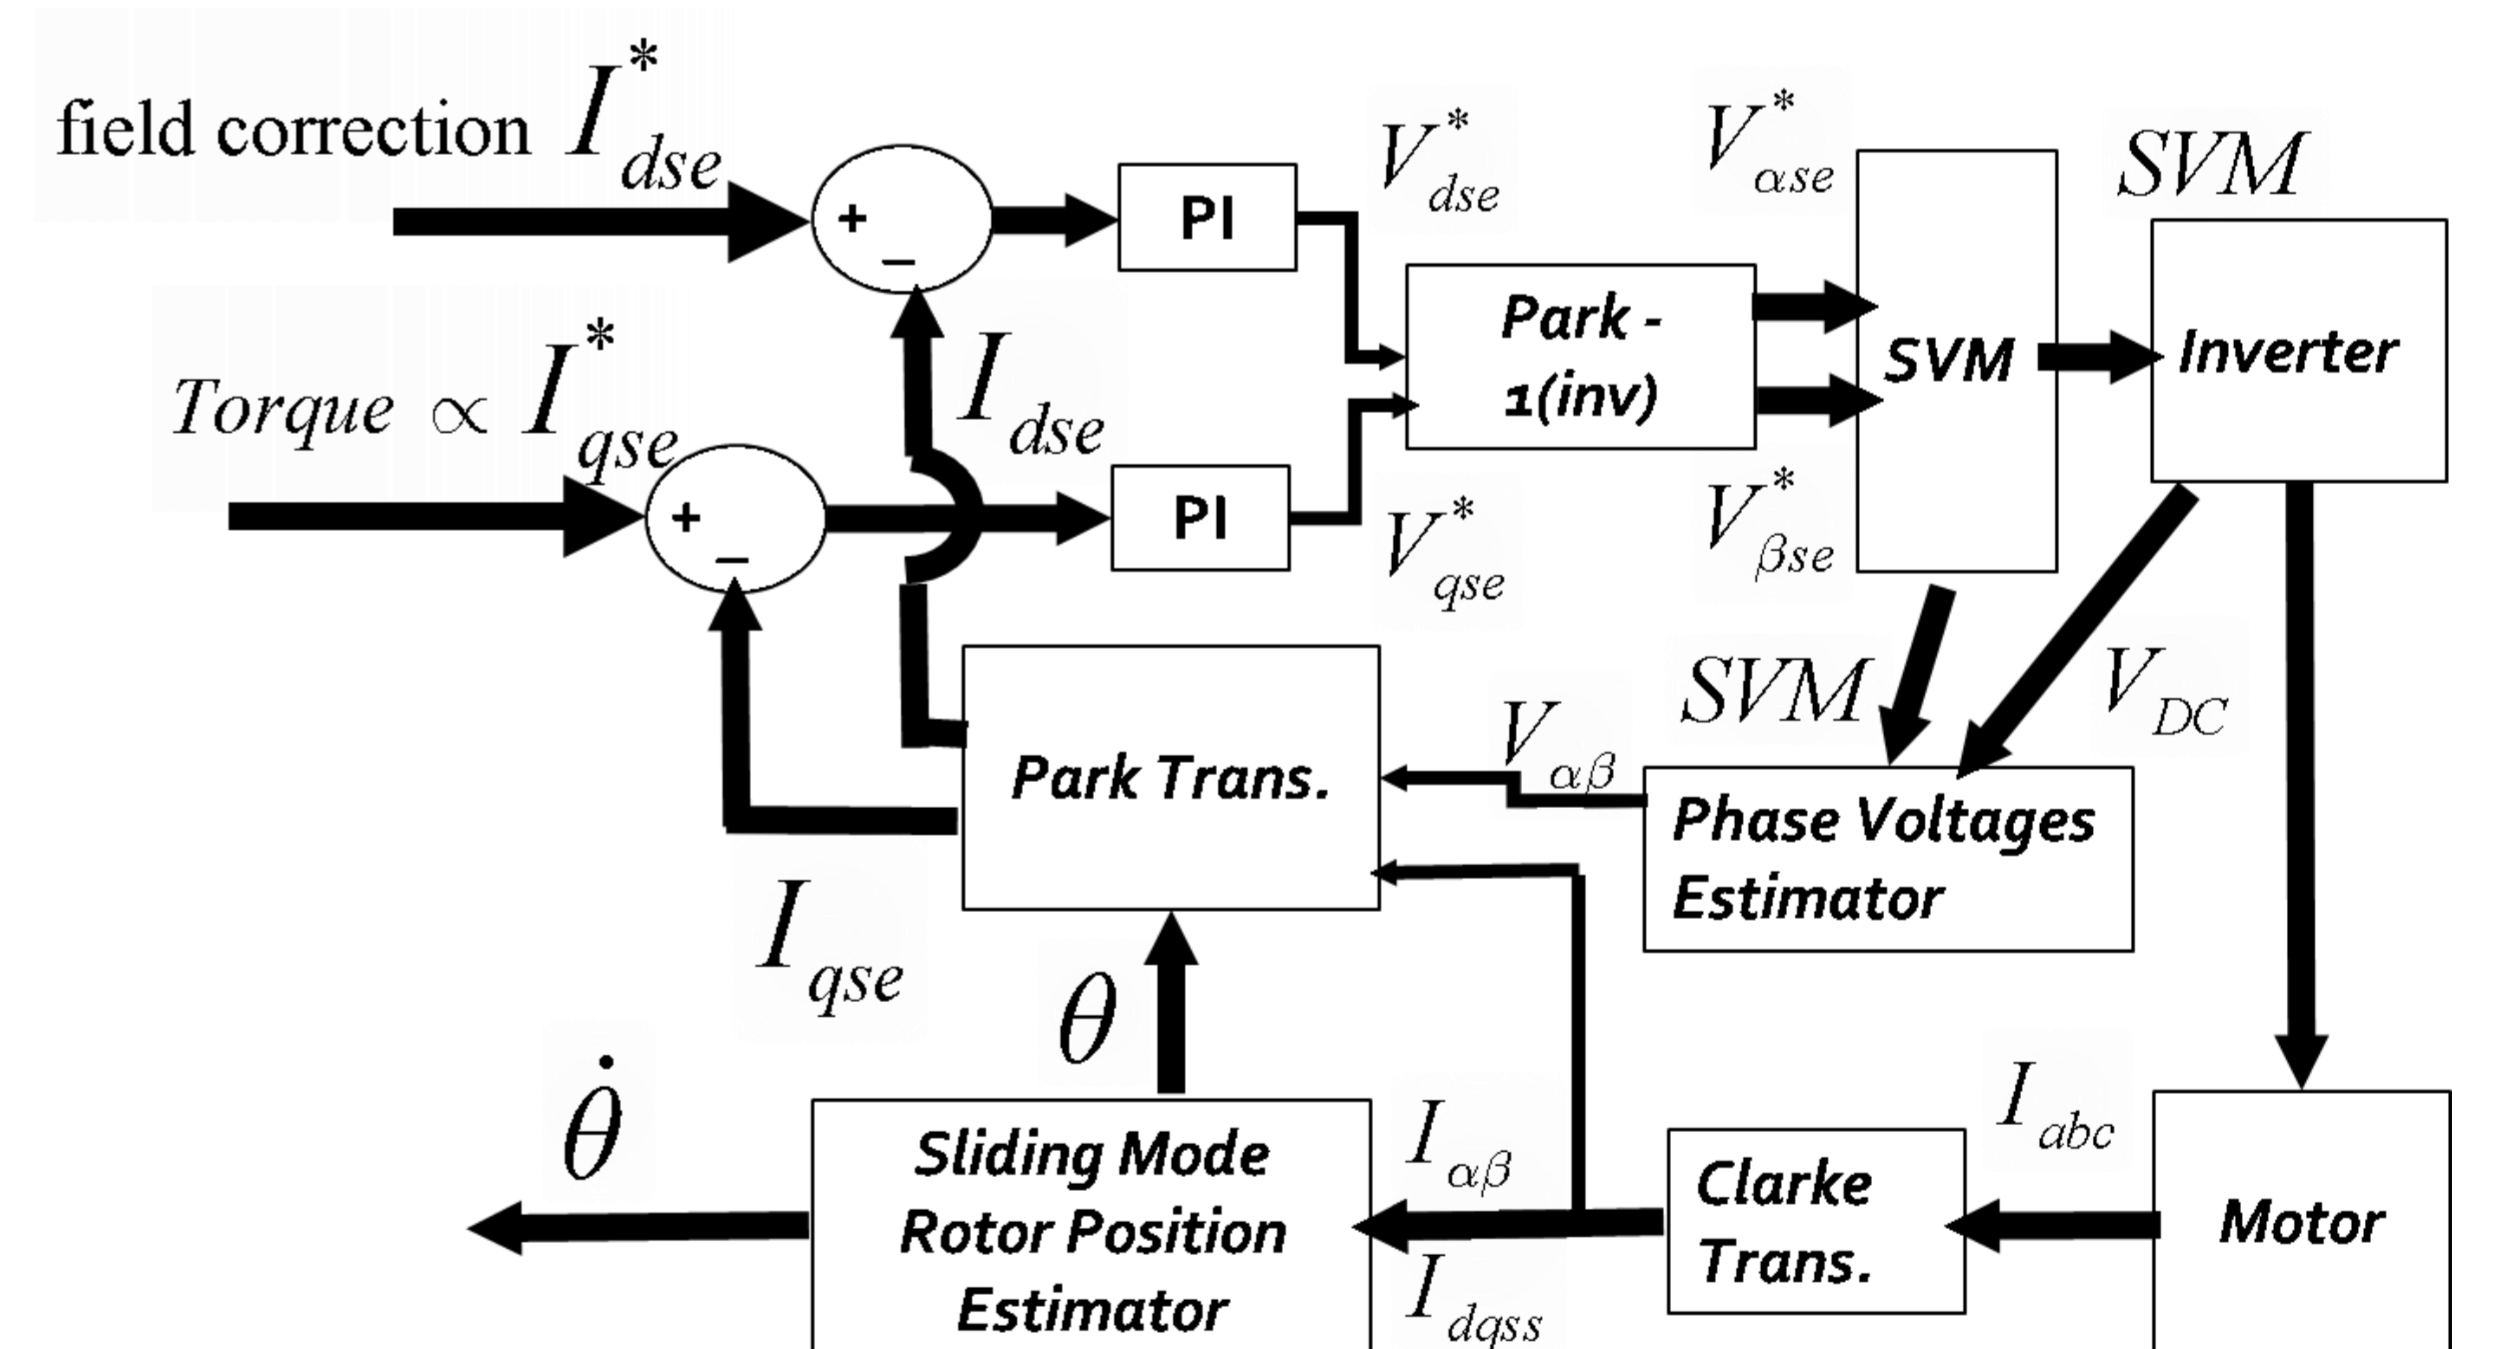 field correction I*dse
V*dse
V*αse
SVM
+
−
PI
Park -
1(inv)
SVM
Inverter
Torque ∝ I*qse
Idse
+
−
PI
V*qse
V*βse
SVM
VDC
Vαβ
Park Trans.
Phase Voltages
Estimator
Iqse
θ
θ̇
Iαβ
Iabc
Sliding Mode
Rotor Position
Estimator
Clarke
Trans.
Motor
Idqss